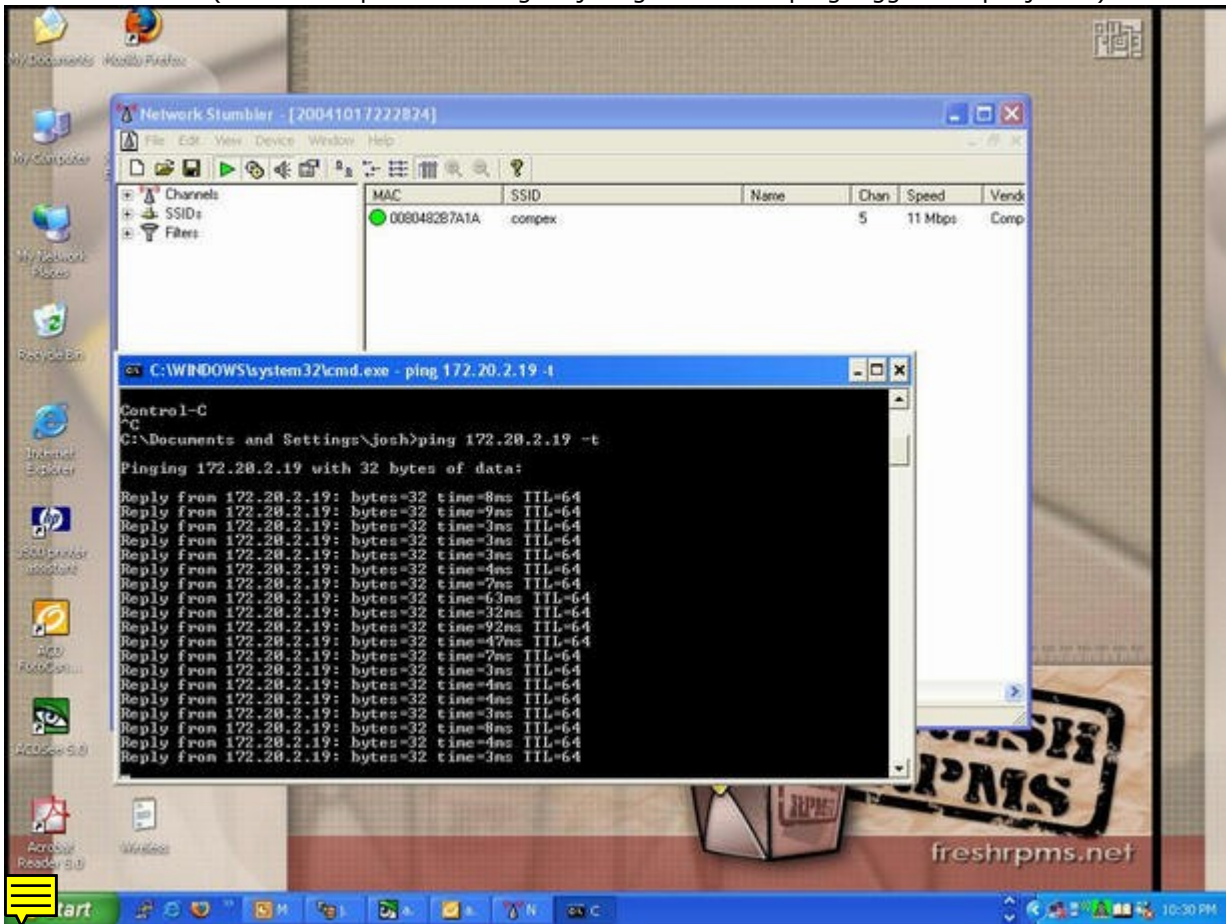 My Documents
Mozilla Firefox
My Computer
My Network
Places
Recycle Bin
Internet
Explorer
assistant
ACD
ACDSee 5.0
Acrobat
Reader 5.0
Wireless
Network Stumbler - [20041017222824]
File Edit View Device Window Help
Channels
SSIDs
Filters
MAC SSID Name Chan Speed
008048287A1A compex 5 11 Mbps Comp
C:\WINDOWS\system32\cmd.exe - ping 172.20.2.19 -t
Control-C
^C
C:\Documents and Settings\josh>ping 172.20.2.19 -t
Pinging 172.20.2.19 with 32 bytes of data:
Reply from 172.20.2.19: bytes=32 time=8ms TTL=64
Reply from 172.20.2.19: bytes=32 time=9ms TTL=64
Reply from 172.20.2.19: bytes=32 time=3ms TTL=64
Reply from 172.20.2.19: bytes=32 time=3ms TTL=64
Reply from 172.20.2.19: bytes=32 time=3ms TTL=64
Reply from 172.20.2.19: bytes=32 time=4ms TTL=64
Reply from 172.20.2.19: bytes=32 time=7ms TTL=64
Reply from 172.20.2.19: bytes=32 time=63ms TTL=64
Reply from 172.20.2.19: bytes=32 time=32ms TTL=64
Reply from 172.20.2.19: bytes=32 time=92ms TTL=64
Reply from 172.20.2.19: bytes=32 time=47ms TTL=64
Reply from 172.20.2.19: bytes=32 time=7ms TTL=64
Reply from 172.20.2.19: bytes=32 time=3ms TTL=64
Reply from 172.20.2.19: bytes=32 time=4ms TTL=64
Reply from 172.20.2.19: bytes=32 time=4ms TTL=64
Reply from 172.20.2.19: bytes=32 time=3ms TTL=64
Reply from 172.20.2.19: bytes=32 time=8ms TTL=64
Reply from 172.20.2.19: bytes=32 time=4ms TTL=64
Reply from 172.20.2.19: bytes=32 time=3ms TTL=64
RPMS
freshrpms.net
10:30 PM